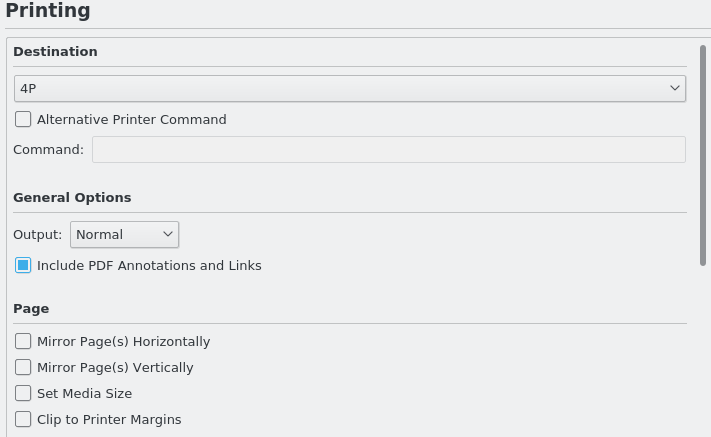 Printing
Destination
4P
Alternative Printer Command
Command:
General Options
Output: Normal
Include PDF Annotations and Links
Page
Mirror Page(s) Horizontally
Mirror Page(s) Vertically
Set Media Size
Clip to Printer Margins